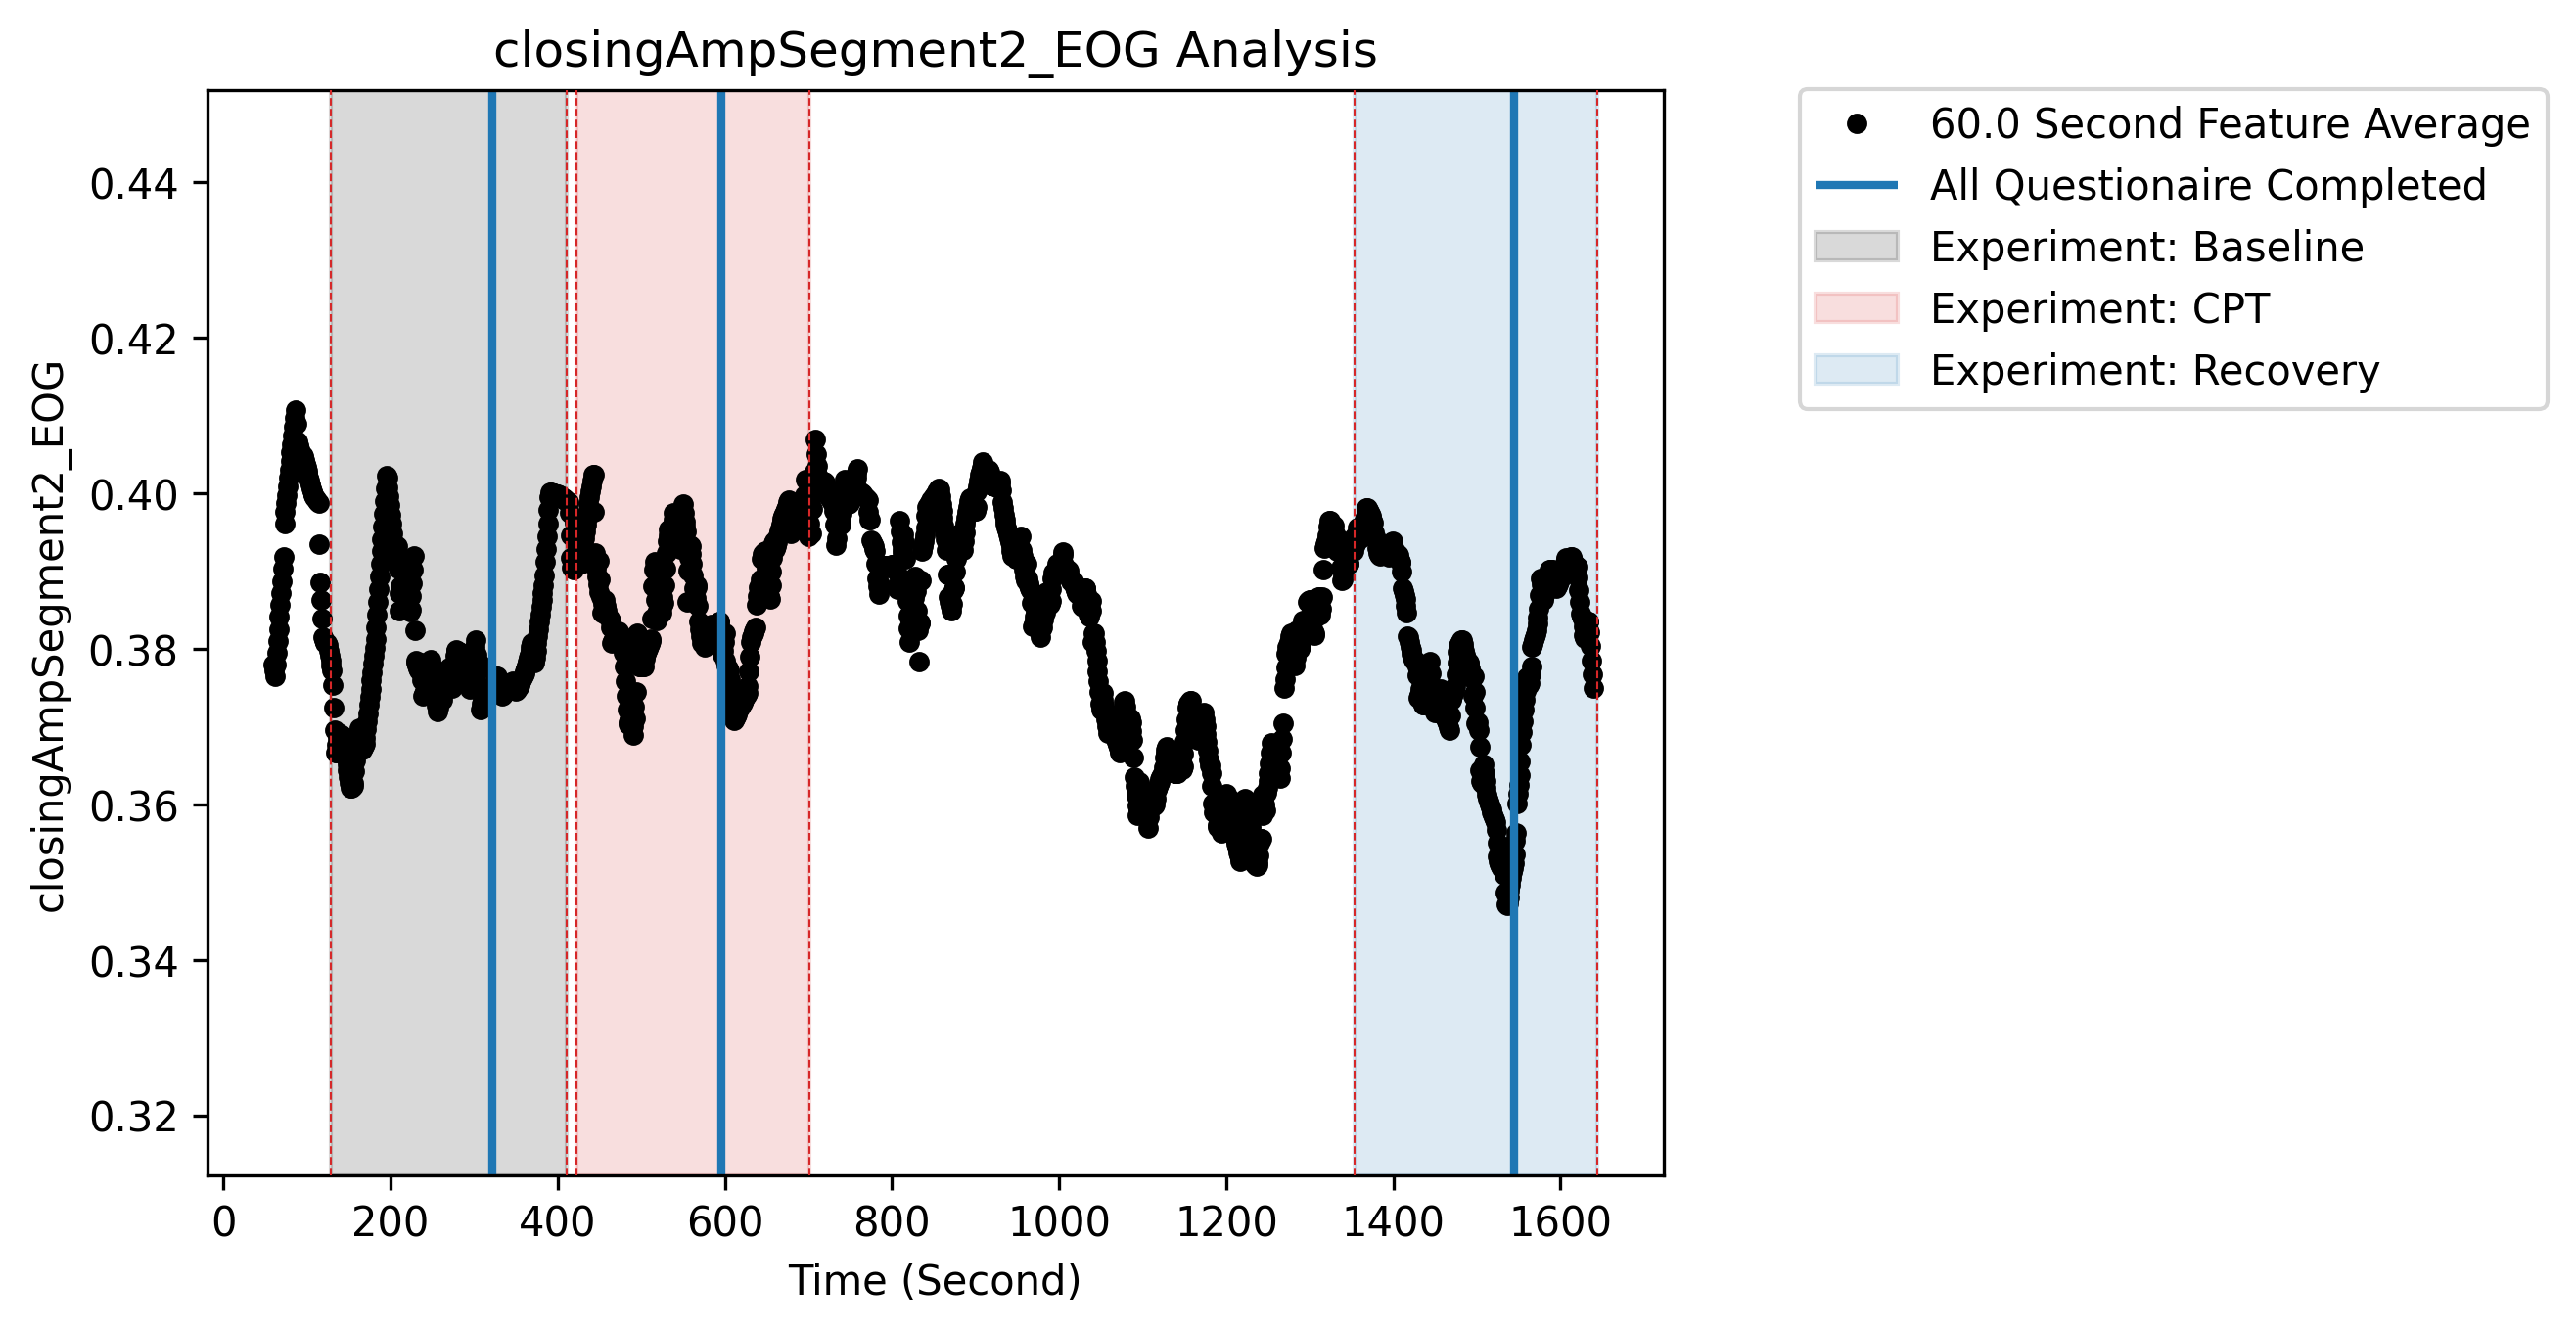 closingAmpSegment2_EOG Analysis
closingAmpSegment2_EOG
0.44
0.42
0.40
0.38
0.36
0.34
0.32
0
200
400
600
800
1000
1200
1400
1600
Time (Second)
60.0 Second Feature Average
All Questionaire Completed
Experiment: Baseline
Experiment: CPT
Experiment: Recovery